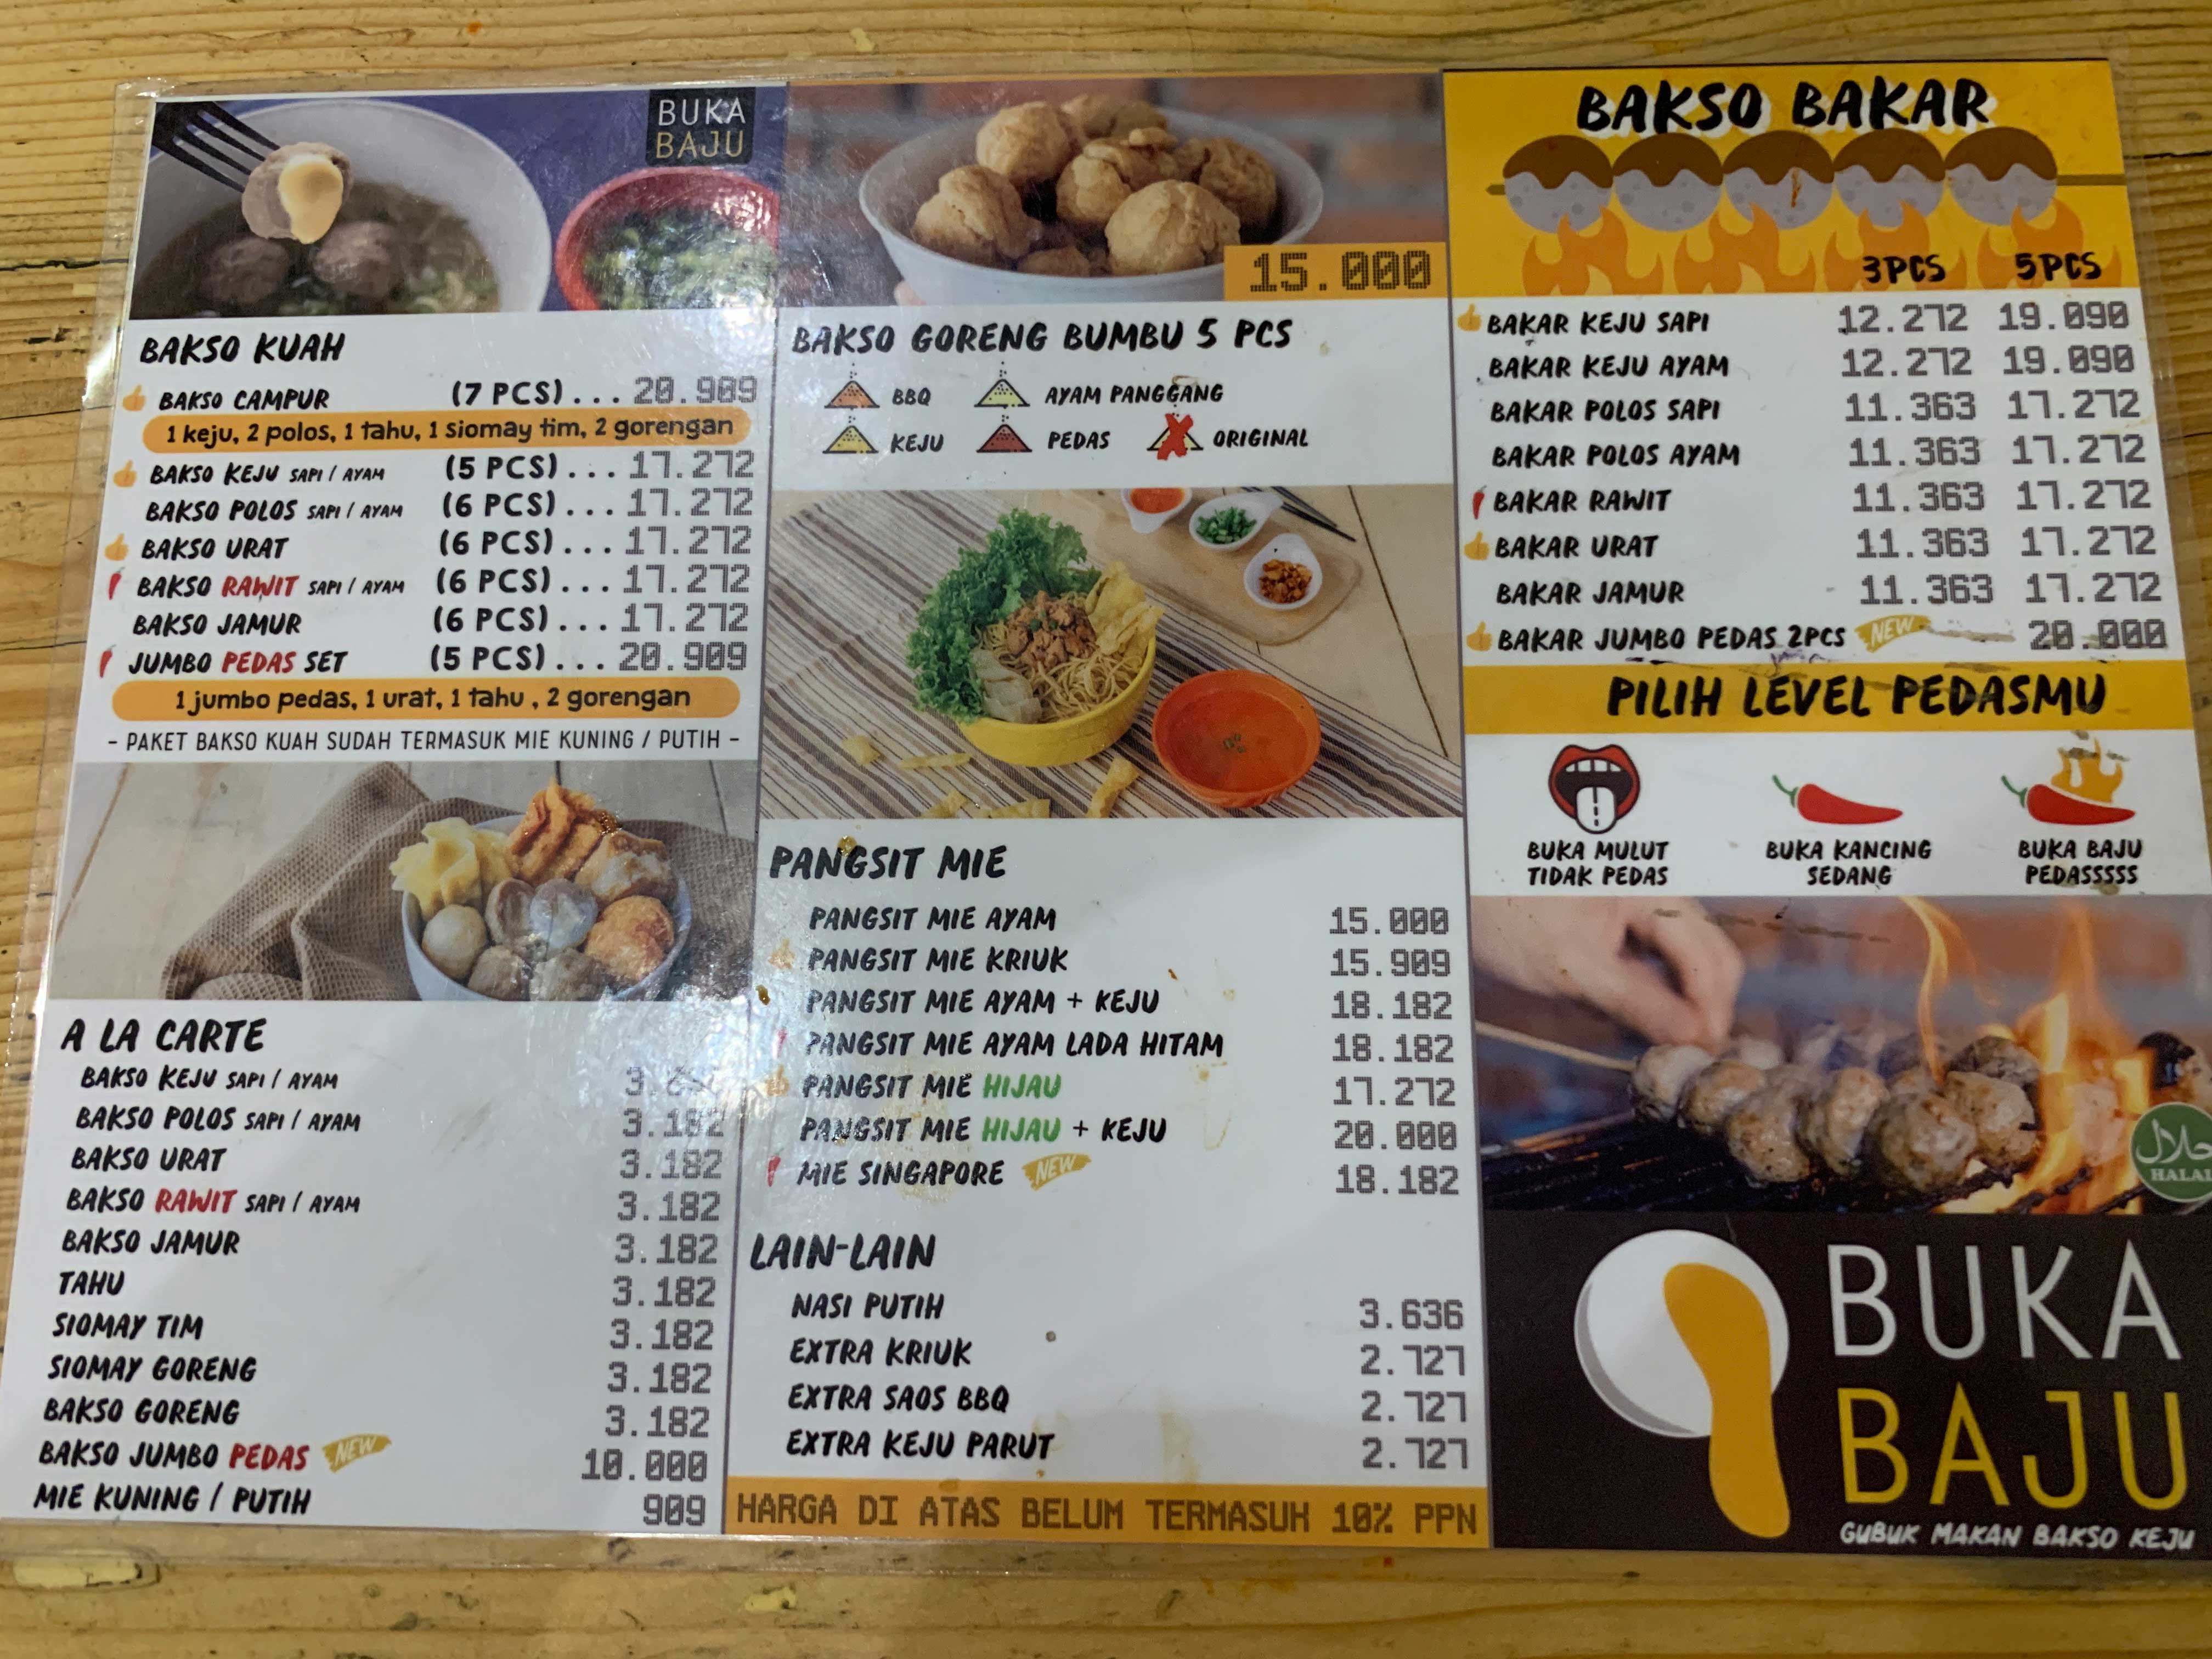 BUKA
BAJU
BAKSO KUAH
BAKSO CAMPUR (7 PCS)... 20.909
1 keju, 2 polos, 1 tahu, 1 siomay tim, 2 gorengan
BAKSO KEJU SAPI / AYAM (5 PCS)... 17.272
BAKSO POLOS SAPI / AYAM (6 PCS)... 17.272
BAKSO URAT (6 PCS)... 17.272
BAKSO RAWIT SAPI / AYAM (6 PCS)... 17.272
BAKSO JAMUR (6 PCS)... 17.272
JUMBO PEDAS SET (5 PCS)... 20.909
1 jumbo pedas, 1 urat, 1 tahu , 2 gorengan
- PAKET BAKSO KUAH SUDAH TERMASUK MIE KUNING / PUTIH -
A LA CARTE
BAKSO KEJU SAPI / AYAM
BAKSO POLOS SAPI / AYAM 3.182
BAKSO URAT 3.182
BAKSO RAWIT SAPI / AYAM 3.182
BAKSO JAMUR 3.182
TAHU 3.182
SIOMAY TIM 3.182
SIOMAY GORENG 3.182
BAKSO GORENG 3.182
BAKSO JUMBO PEDAS NEW 10.000
MIE KUNING / PUTIH 909
15.000
BAKSO GORENG BUMBU 5 PCS
BBQ AYAM PANGGANG
KEJU PEDAS ORIGINAL
PANGSIT MIE
PANGSIT MIE AYAM 15.000
PANGSIT MIE KRIUK 15.909
PANGSIT MIE AYAM + KEJU 18.182
PANGSIT MIE AYAM LADA HITAM 18.182
PANGSIT MIE HIJAU 17.272
PANGSIT MIE HIJAU + KEJU 20.000
MIE SINGAPORE NEW 18.182
LAIN-LAIN
NASI PUTIH 3.636
EXTRA KRIUK 2.727
EXTRA SAOS BBQ 2.727
EXTRA KEJU PARUT 2.727
HARGA DI ATAS BELUM TERMASUK 10% PPN
BAKSO BAKAR
3PCS 5PCS
BAKAR KEJU SAPI 12.272 19.090
BAKAR KEJU AYAM 12.272 19.090
BAKAR POLOS SAPI 11.363 17.272
BAKAR POLOS AYAM 11.363 17.272
BAKAR RAWIT 11.363 17.272
BAKAR URAT 11.363 17.272
BAKAR JAMUR 11.363 17.272
BAKAR JUMBO PEDAS 2PCS NEW 20.000
PILIH LEVEL PEDASMU
BUKA MULUT
TIDAK PEDAS
BUKA KANCING
SEDANG
BUKA BAJU
PEDASSSSS
حلال
HALAL
BUKA
BAJU
GUBUK MAKAN BAKSO KEJU